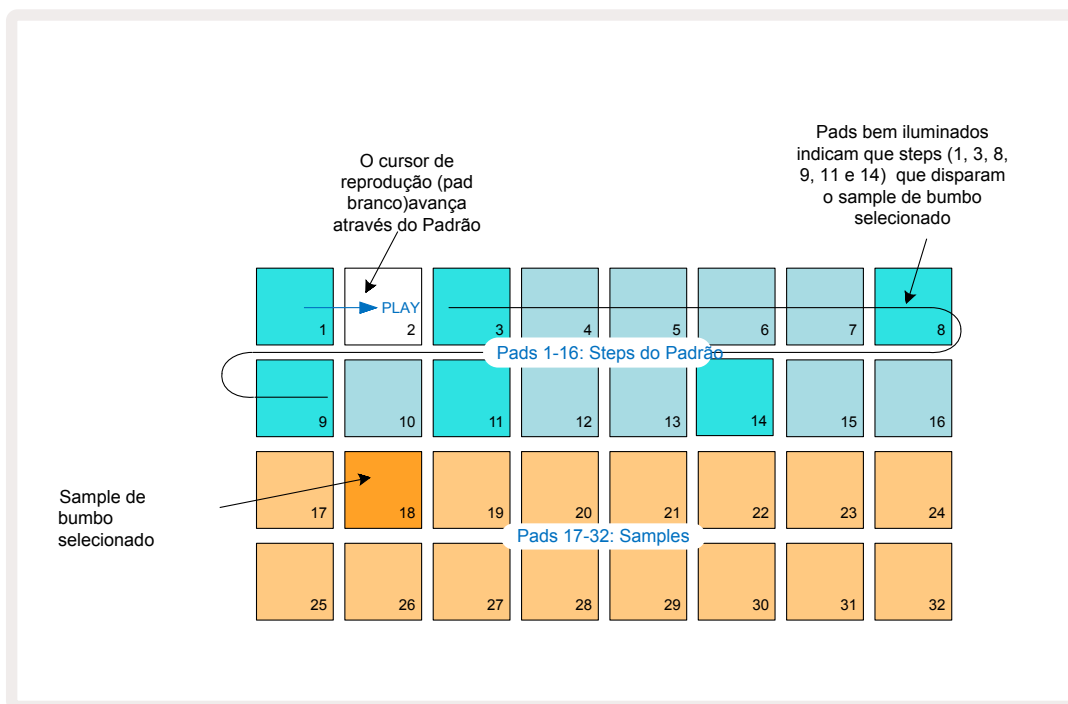 O cursor de
reprodução (pad
branco)avança
através do Padrão
Pads bem iluminados
indicam que steps (1, 3, 8,
9, 11 e 14)  que disparam
o sample de bumbo
selecionado
PLAY
1
2
3
4
5
6
7
8
Pads 1-16: Steps do Padrão
9
10
11
12
13
14
15
16
Sample de
bumbo
selecionado
17
18
19
20
21
22
23
24
Pads 17-32: Samples
25
26
27
28
29
30
31
32